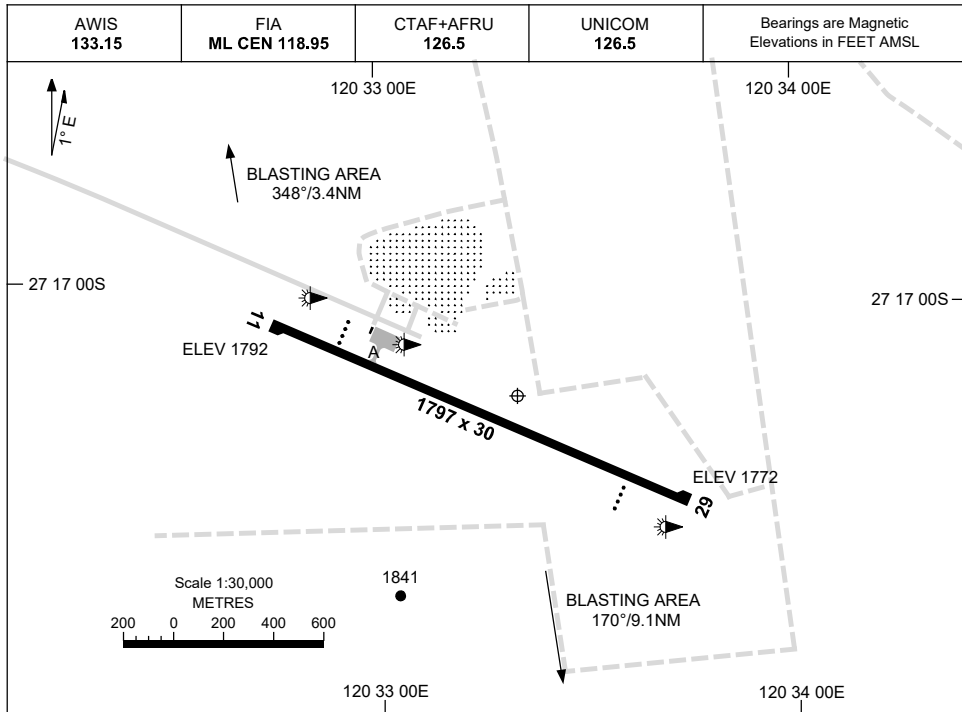 AWIS
133.15
FIA
ML CEN 118.95
CTAF+AFRU
126.5
UNICOM
126.5
Bearings are Magnetic
Elevations in FEET AMSL
120 33 00E
120 34 00E
1° E
BLASTING AREA
348°/3.4NM
27 17 00S
27 17 00S
11
ELEV 1792
A
1797 x 30
ELEV 1772
29
1841
Scale 1:30,000
METRES
200 0 200 400 600
BLASTING AREA
170°/9.1NM
120 33 00E
120 34 00E